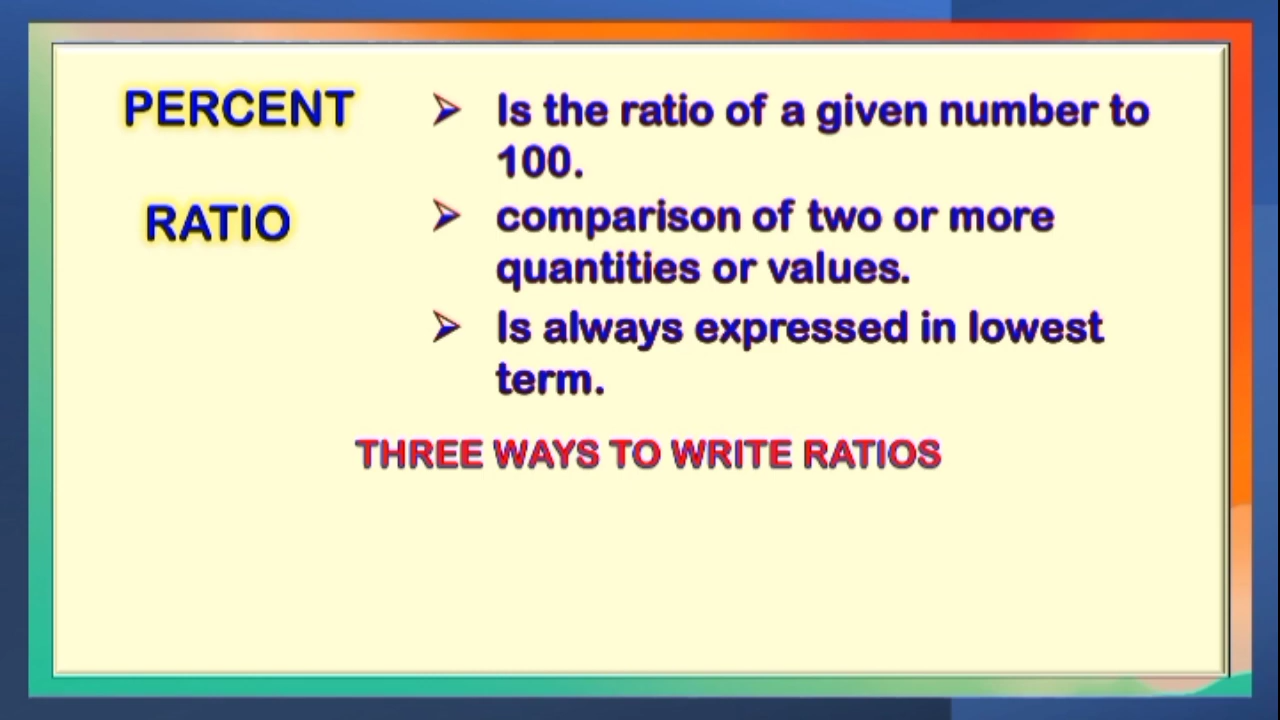 PERCENT
➢ Is the ratio of a given number to
100.
RATIO
➢ comparison of two or more
quantities or values.
➢ Is always expressed in lowest
term.
THREE WAYS TO WRITE RATIOS